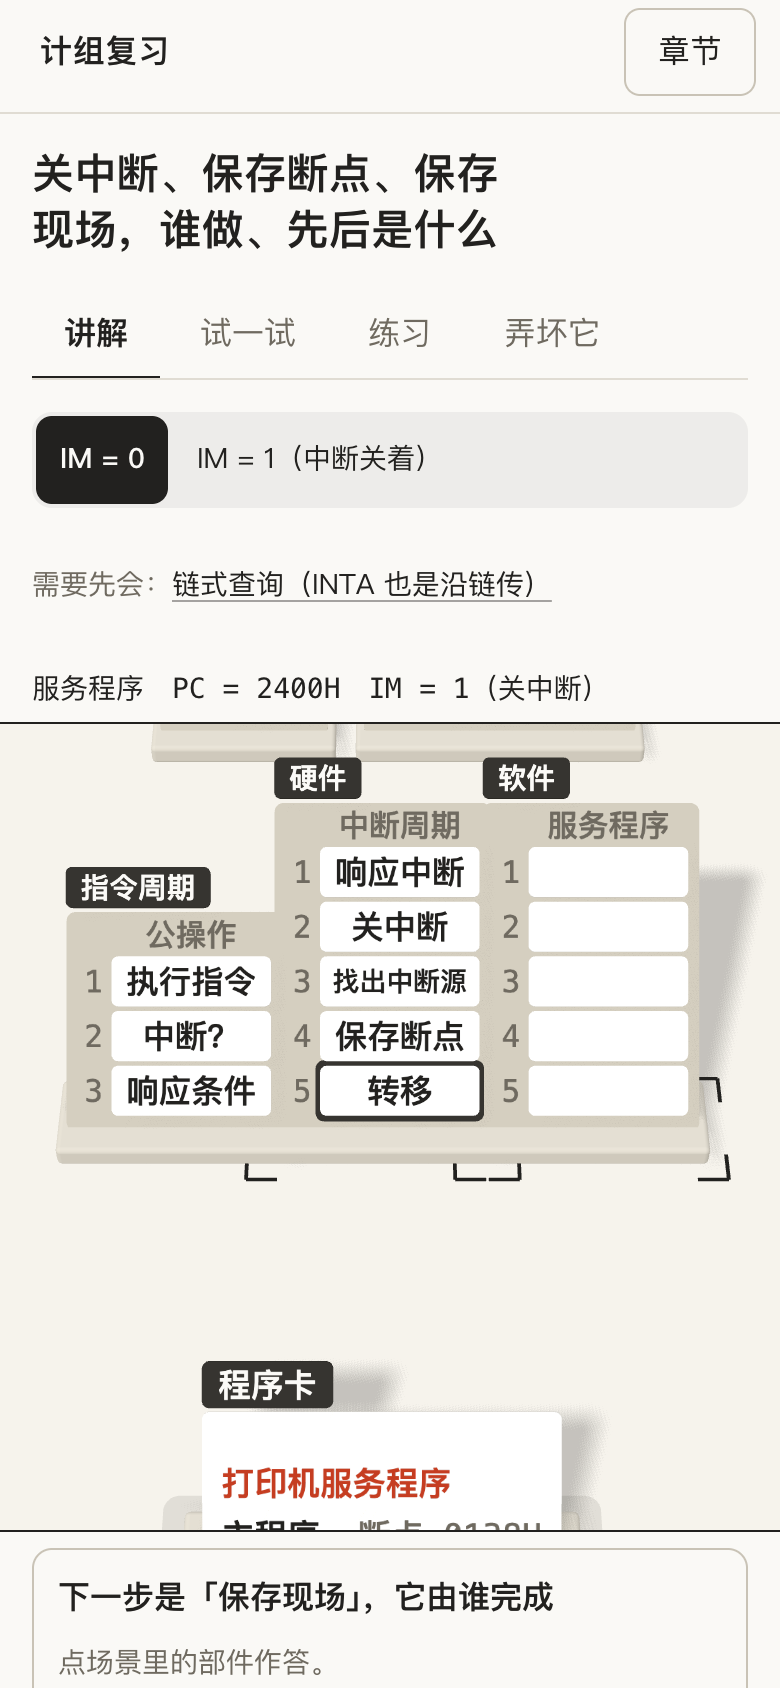 计组复习
章节
关中断、保存断点、保存
现场，谁做、先后是什么
讲解 试一试 练习 弄坏它
IM = 0 IM = 1（中断关着）
需要先会：链式查询（INTA 也是沿链传）
服务程序 PC = 2400H IM = 1（关中断）
硬件
软件
指令周期
公操作
1 执行指令
2 中断？
3 响应条件
中断周期
1 响应中断
2 关中断
3 找出中断源
4 保存断点
5 转移
服务程序
1
2
3
4
5
程序卡
打印机服务程序
主程序 断点 0120H
下一步是「保存现场」，它由谁完成
点场景里的部件作答。